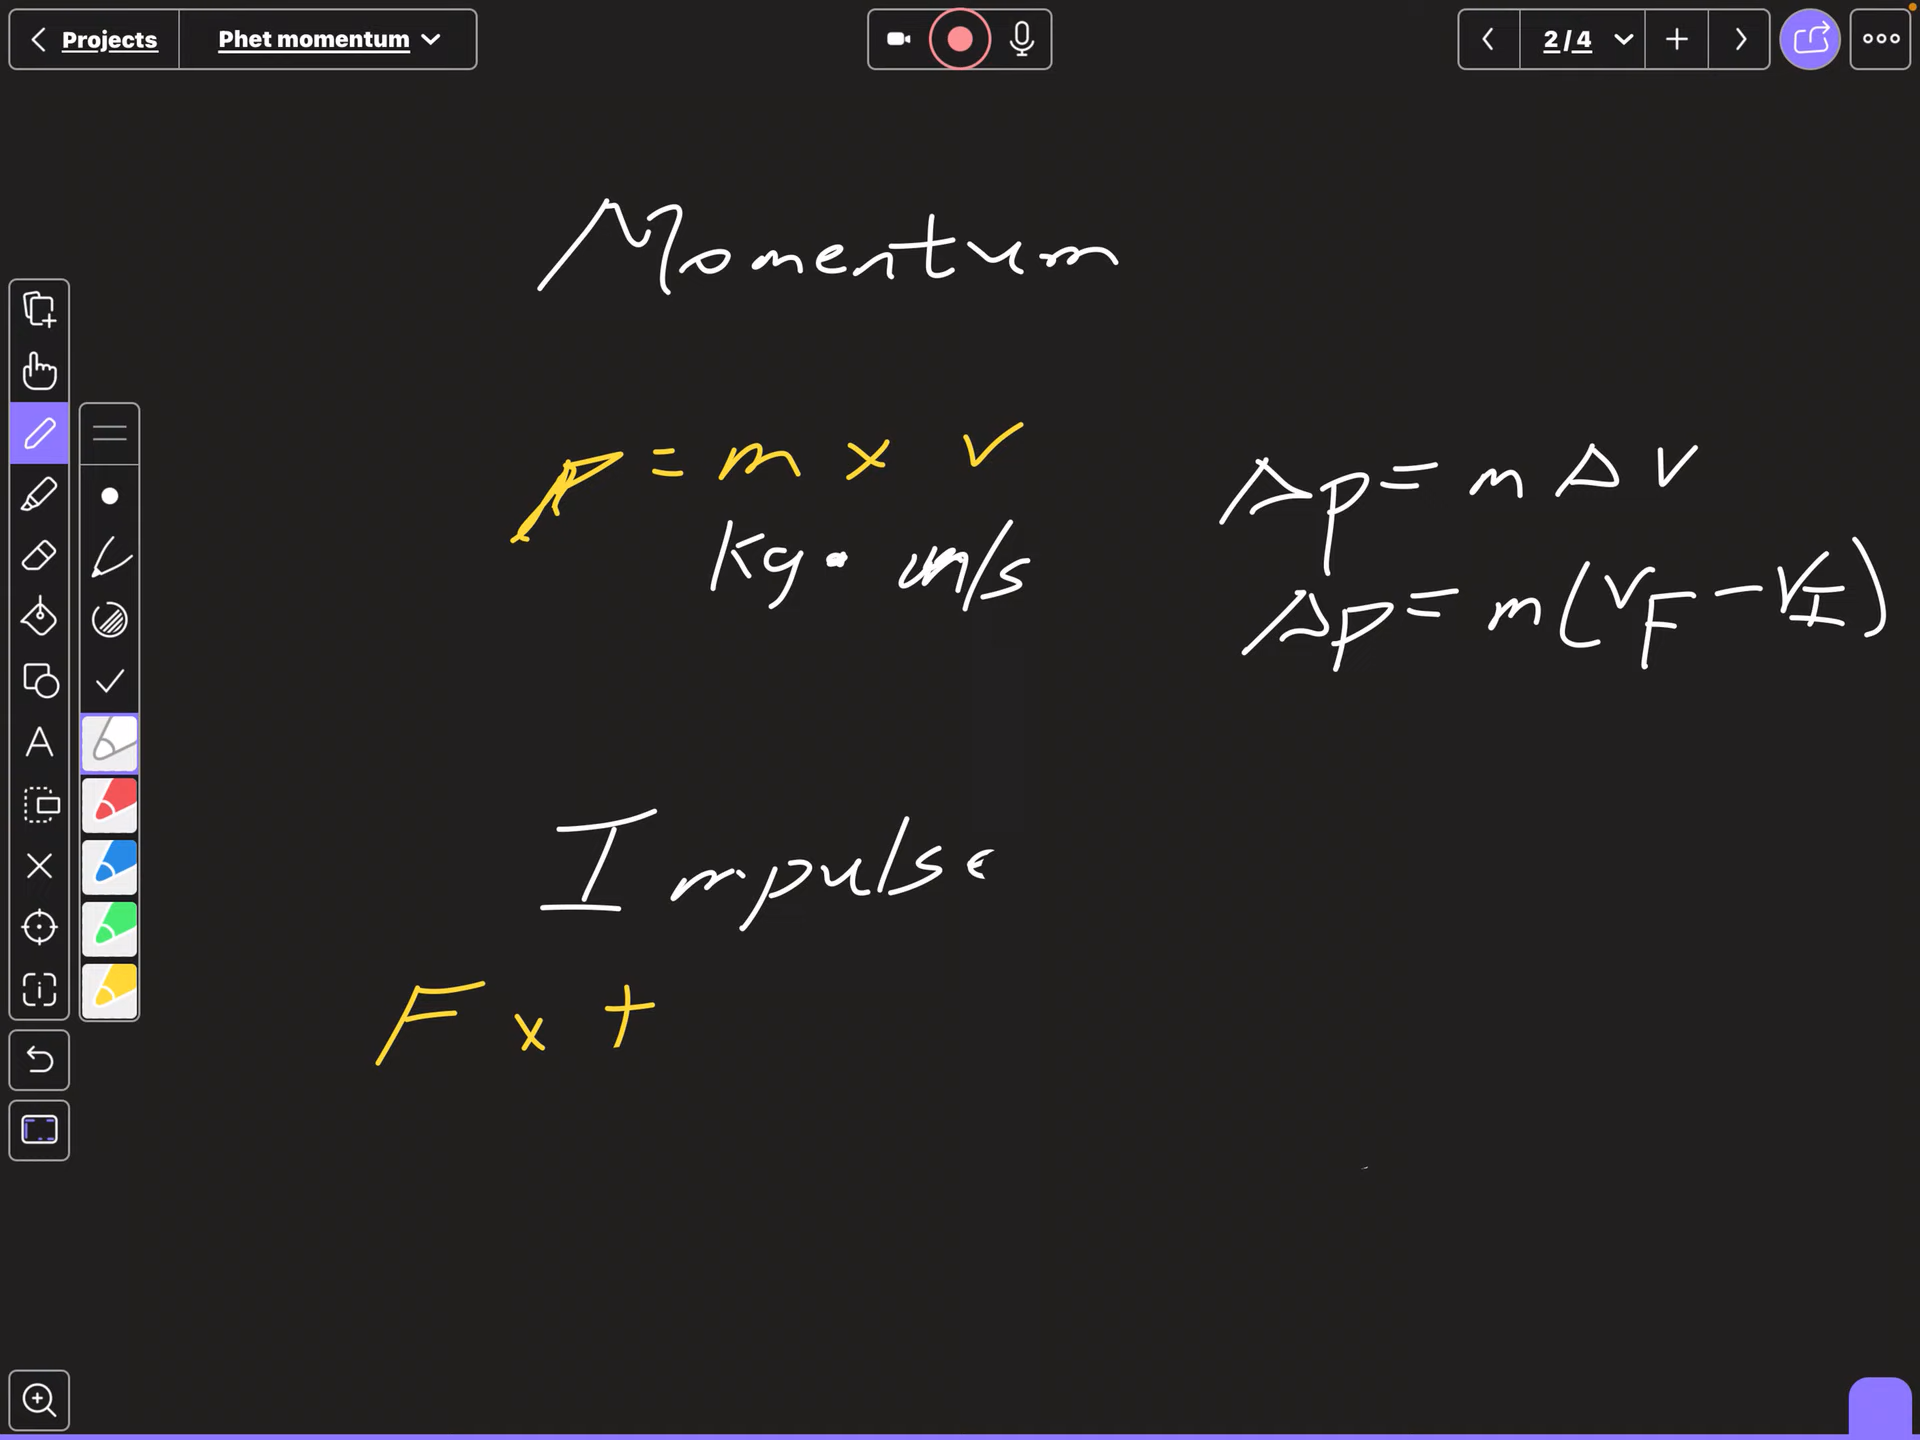 Projects Phet momentum 2/4
Momentum
p = m x v
kg · m/s
Δp = m Δ V
Δp = m(VF - VI)
A
Impulse
F x t